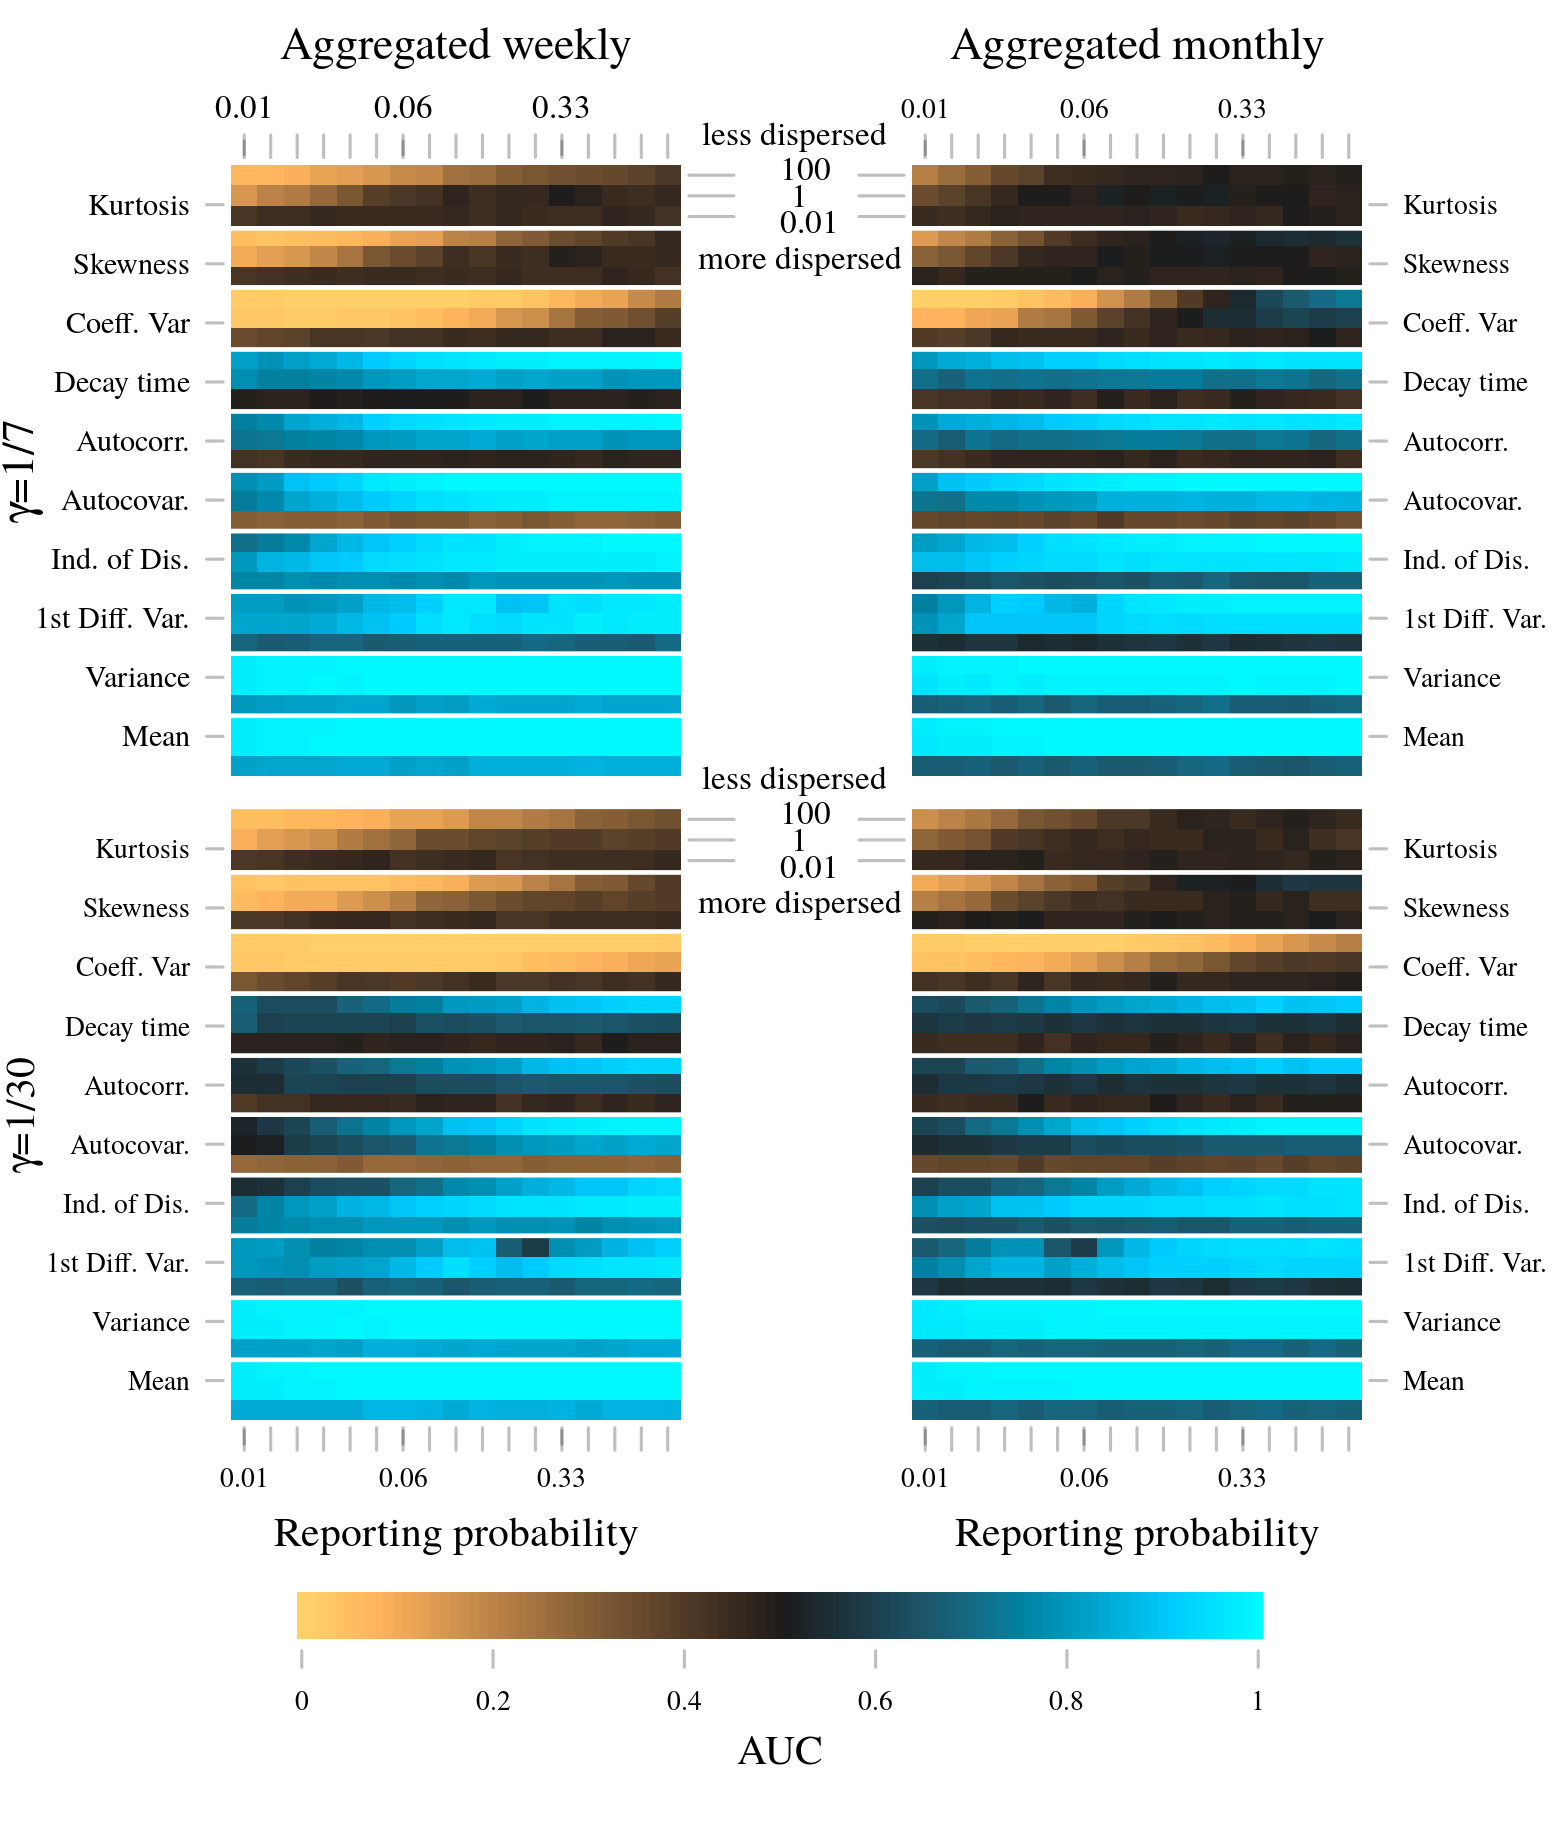 Aggregated weekly Aggregated monthly
0.01 0.06 0.33 0.01 0.06 0.33
less dispersed
100
1
0.01
more dispersed
γ=1/7
Kurtosis Kurtosis
Skewness Skewness
Coeff. Var Coeff. Var
Decay time Decay time
Autocorr. Autocorr.
Autocovar. Autocovar.
Ind. of Dis. Ind. of Dis.
1st Diff. Var. 1st Diff. Var.
Variance Variance
Mean Mean
less dispersed
100
1
0.01
more dispersed
γ=1/30
Kurtosis Kurtosis
Skewness Skewness
Coeff. Var Coeff. Var
Decay time Decay time
Autocorr. Autocorr.
Autocovar. Autocovar.
Ind. of Dis. Ind. of Dis.
1st Diff. Var. 1st Diff. Var.
Variance Variance
Mean Mean
0.01 0.06 0.33 0.01 0.06 0.33
Reporting probability Reporting probability
0 0.2 0.4 0.6 0.8 1
AUC